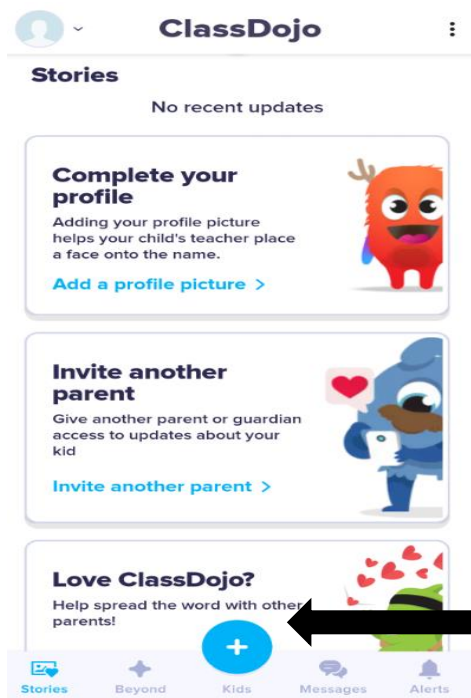 ClassDojo
Stories
No recent updates
Complete your
profile
Adding your profile picture
helps your child's teacher place
a face onto the name.
Add a profile picture >
Invite another
parent
Give another parent or guardian
access to updates about your
kid
Invite another parent >
Love ClassDojo?
Help spread the word with other
parents!
+
Stories Beyond Kids Messages Alerts